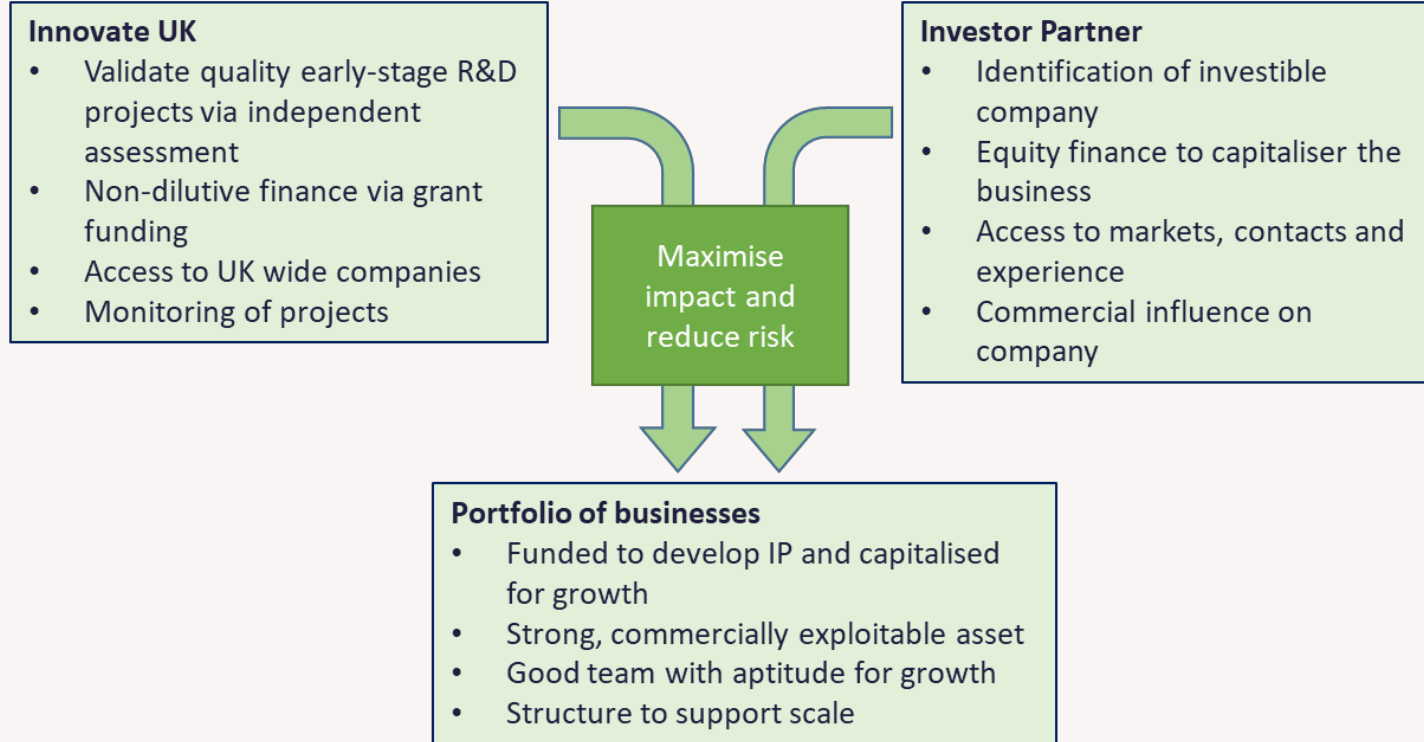 Innovate UK
• Validate quality early-stage R&D
projects via independent
assessment
• Non-dilutive finance via grant
funding
• Access to UK wide companies
• Monitoring of projects
Investor Partner
• Identification of investible
company
• Equity finance to capitaliser the
business
• Access to markets, contacts and
experience
• Commercial influence on
company
Maximise
impact and
reduce risk
Portfolio of businesses
• Funded to develop IP and capitalised
for growth
• Strong, commercially exploitable asset
• Good team with aptitude for growth
• Structure to support scale